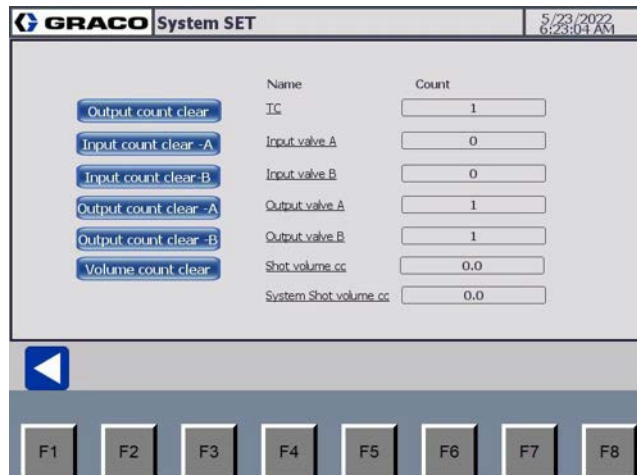 GRACO System SET 5/23/2022
6:23:04 AM
Name Count
Output count clear TC 1
Input count clear -A Input valve A 0
Input count clear-B Input valve B 0
Output count clear -A Output valve A 1
Output count clear -B Output valve B 1
Volume count clear Shot volume cc 0.0
System Shot volume cc 0.0
F1 F2 F3 F4 F5 F6 F7 F8